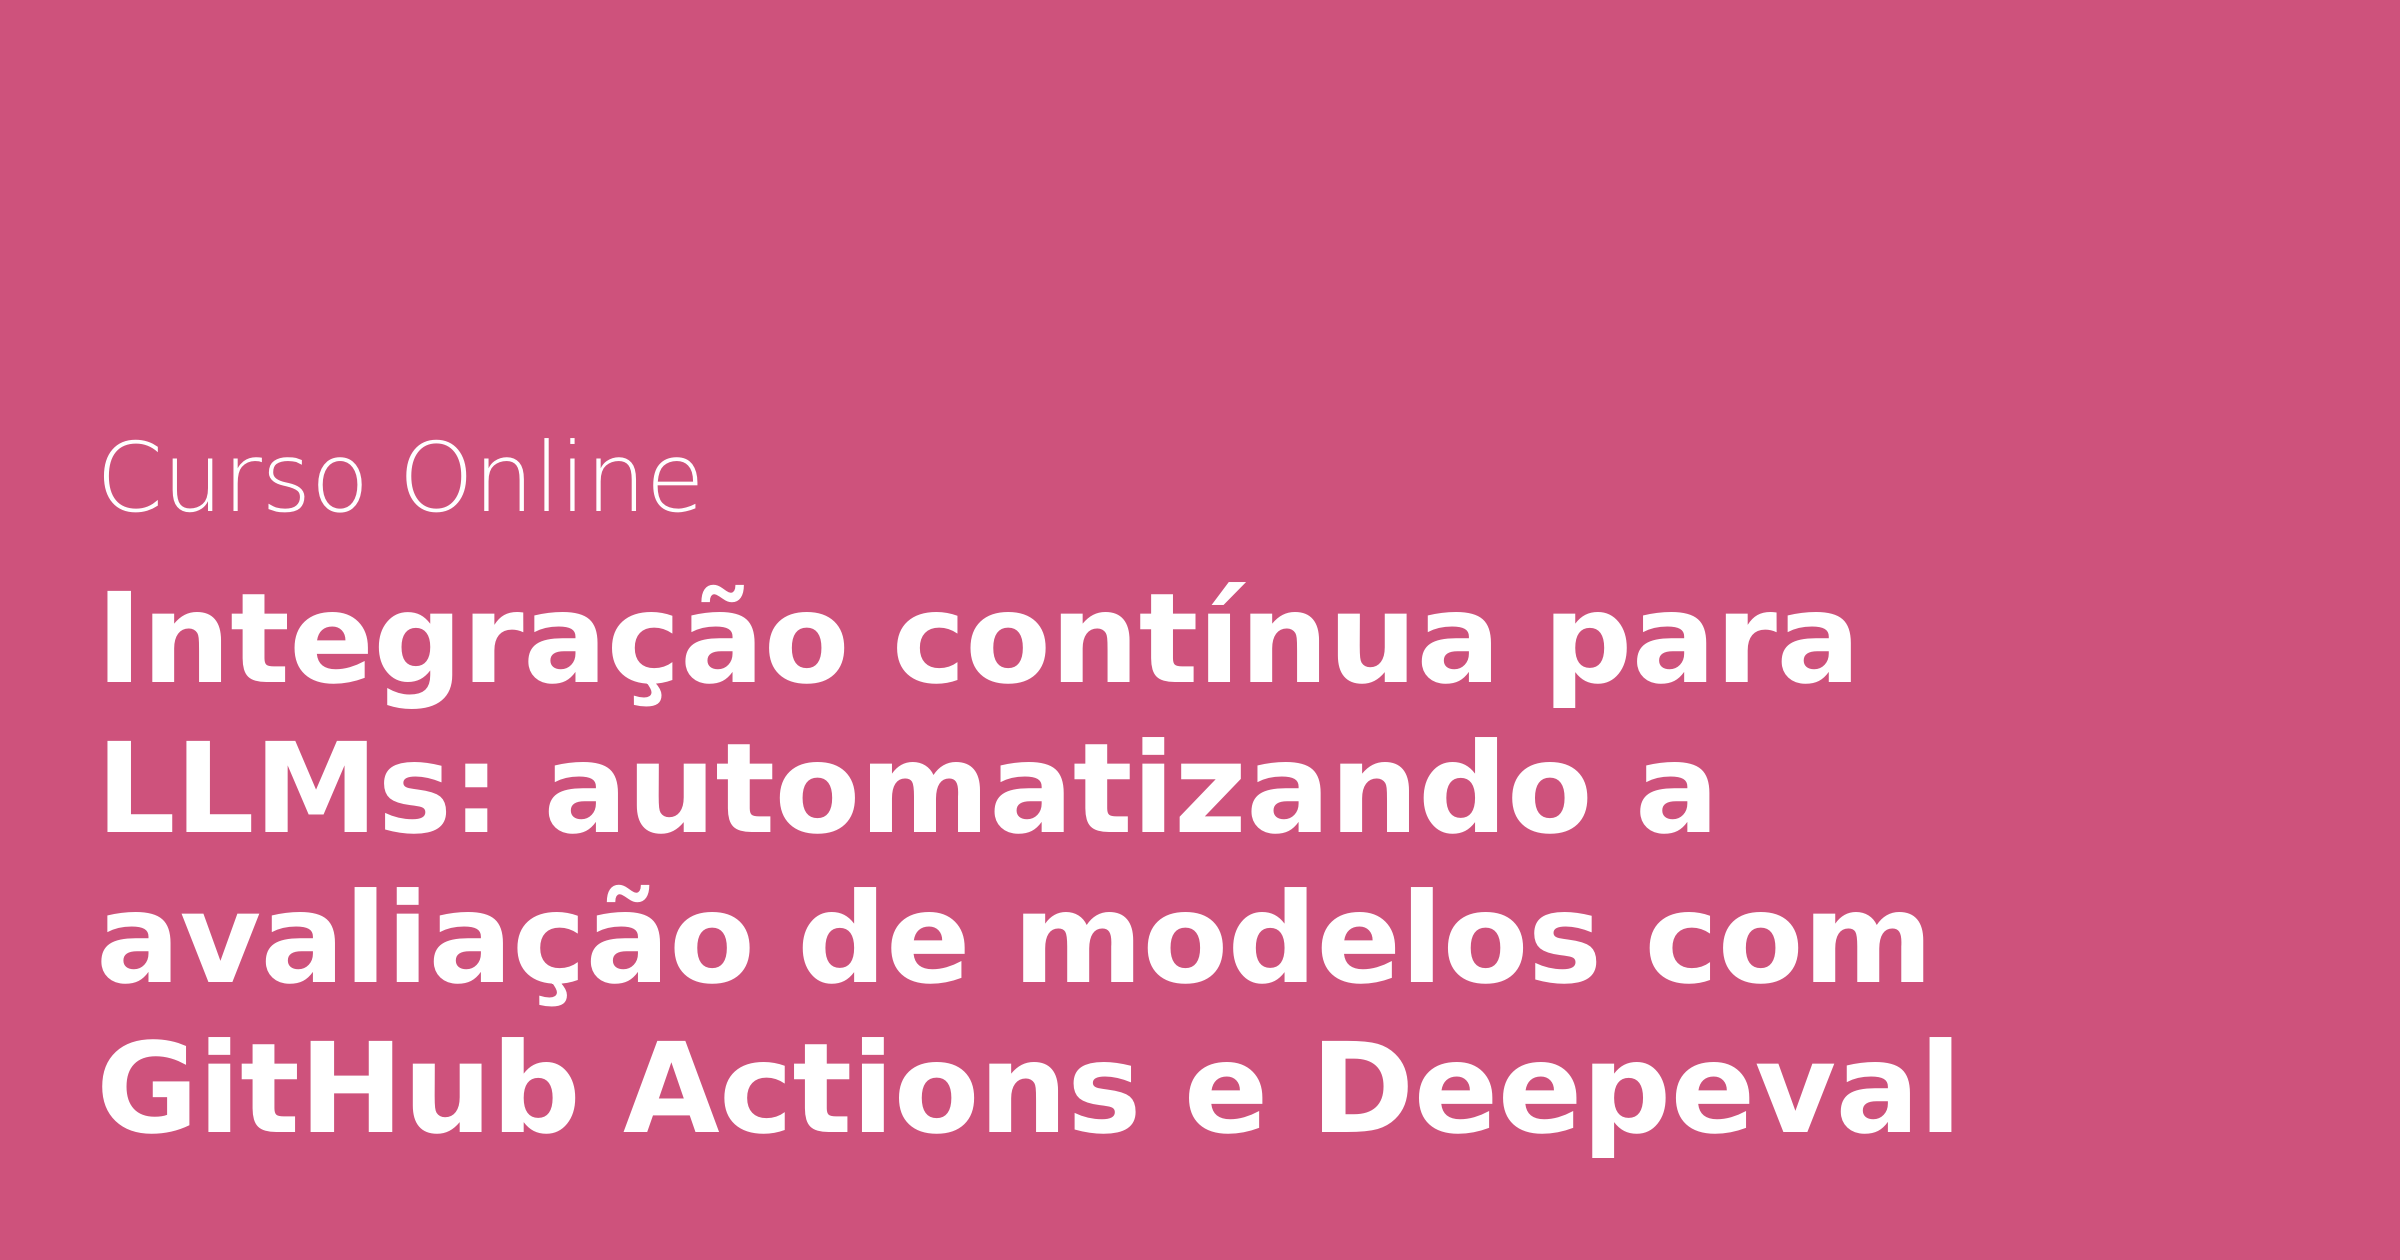 Curso Online
Integração contínua para
LLMs: automatizando a
avaliação de modelos com
GitHub Actions e Deepeval